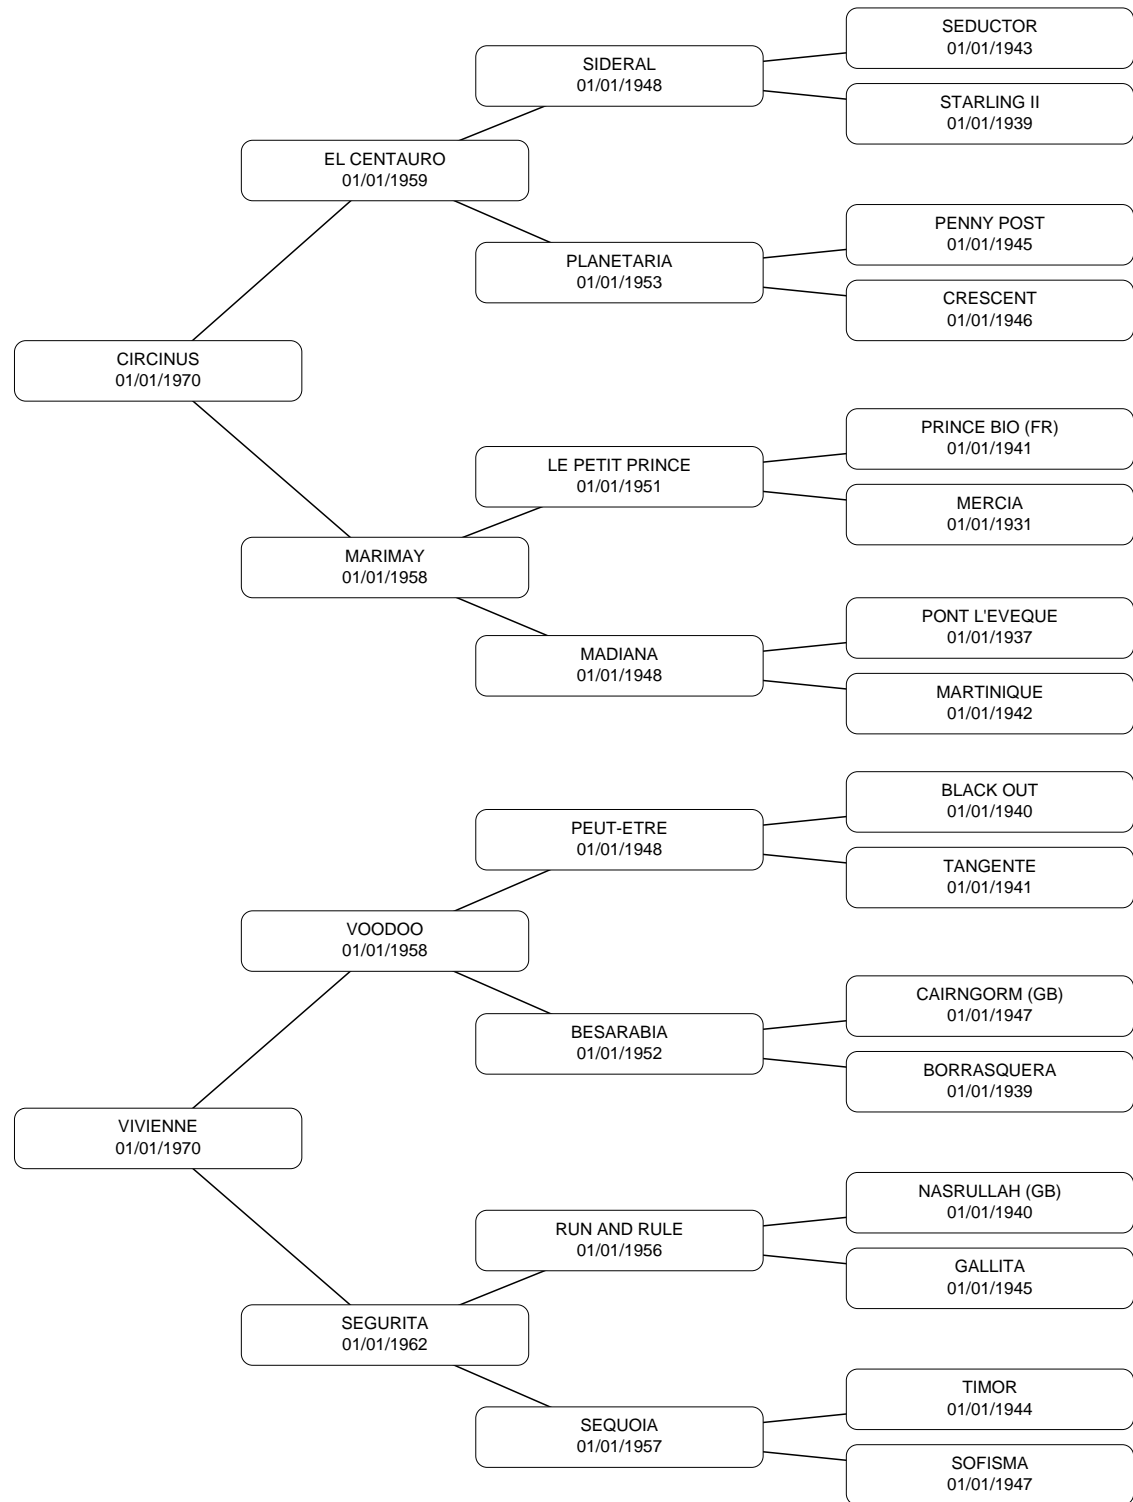 SEDUCTOR
01/01/1943
SIDERAL
01/01/1948
STARLING II
01/01/1939
EL CENTAURO
01/01/1959
PENNY POST
01/01/1945
PLANETARIA
01/01/1953
CRESCENT
01/01/1946
CIRCINUS
01/01/1970
PRINCE BIO (FR)
01/01/1941
LE PETIT PRINCE
01/01/1951
MERCIA
01/01/1931
MARIMAY
01/01/1958
PONT L'EVEQUE
01/01/1937
MADIANA
01/01/1948
MARTINIQUE
01/01/1942
BLACK OUT
01/01/1940
PEUT-ETRE
01/01/1948
TANGENTE
01/01/1941
VOODOO
01/01/1958
CAIRNGORM (GB)
01/01/1947
BESARABIA
01/01/1952
BORRASQUERA
01/01/1939
VIVIENNE
01/01/1970
NASRULLAH (GB)
01/01/1940
RUN AND RULE
01/01/1956
GALLITA
01/01/1945
SEGURITA
01/01/1962
TIMOR
01/01/1944
SEQUOIA
01/01/1957
SOFISMA
01/01/1947